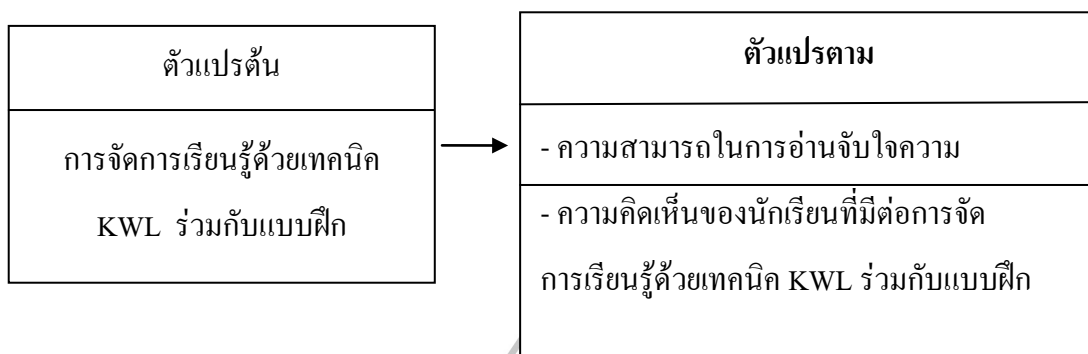 ตัวแปรต้น
การจัดการเรียนรู้ด้วยเทคนิค
KWL ร่วมกับแบบฝึก
ตัวแปรตาม
- ความสามารถในการอ่านจับใจความ
- ความคิดเห็นของนักเรียนที่มีต่อการจัด
การเรียนรู้ด้วยเทคนิค KWL ร่วมกับแบบฝึก